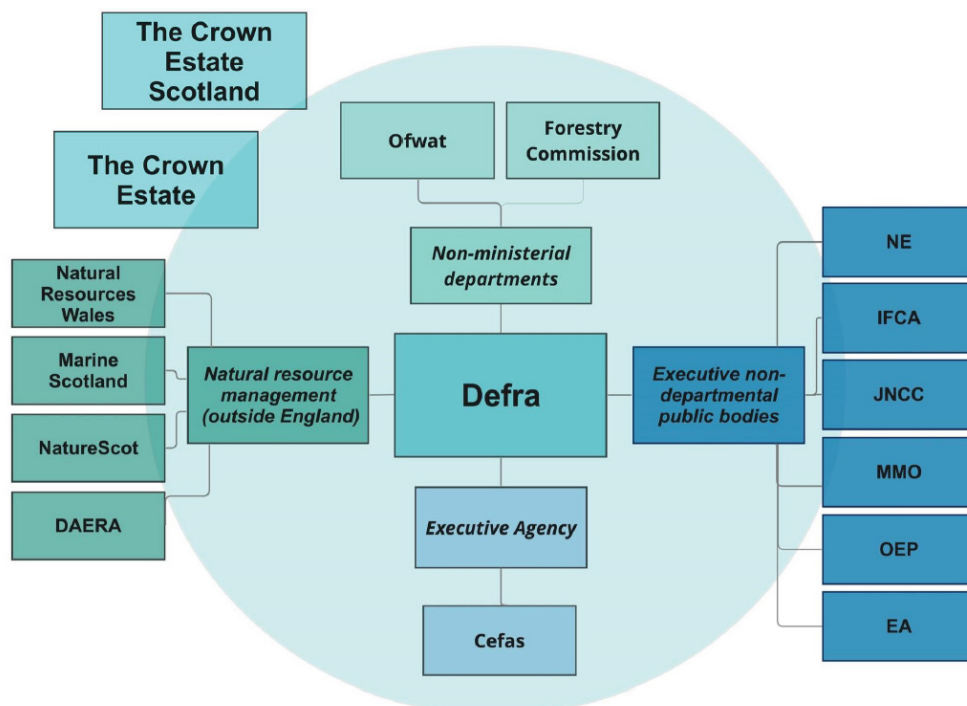 The Crown
Estate
Scotland
The Crown
Estate
Ofwat
Forestry
Commission
Non-ministerial
departments
Natural
Resources
Wales
Marine
Scotland
NatureScot
DAERA
Natural resource
management
(outside England)
Defra
Executive non-
departmental
public bodies
NE
IFCA
JNCC
MMO
OEP
EA
Executive Agency
Cefas